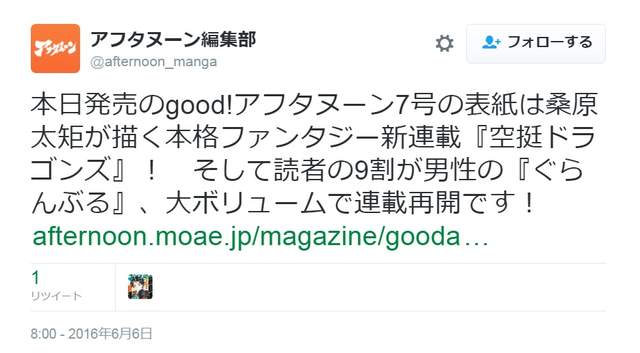 アフタヌーン
アフタヌーン編集部
@afternoon_manga
フォローする
本日発売のgood!アフタヌーン7号の表紙は桑原
太矩が描く本格ファンタジー新連載『空挺ドラ
ゴンズ』！　そして読者の9割が男性の『ぐら
んぶる』、大ボリュームで連載再開です！
afternoon.moae.jp/magazine/gooda…
1
リツイート
8:00 - 2016年6月6日